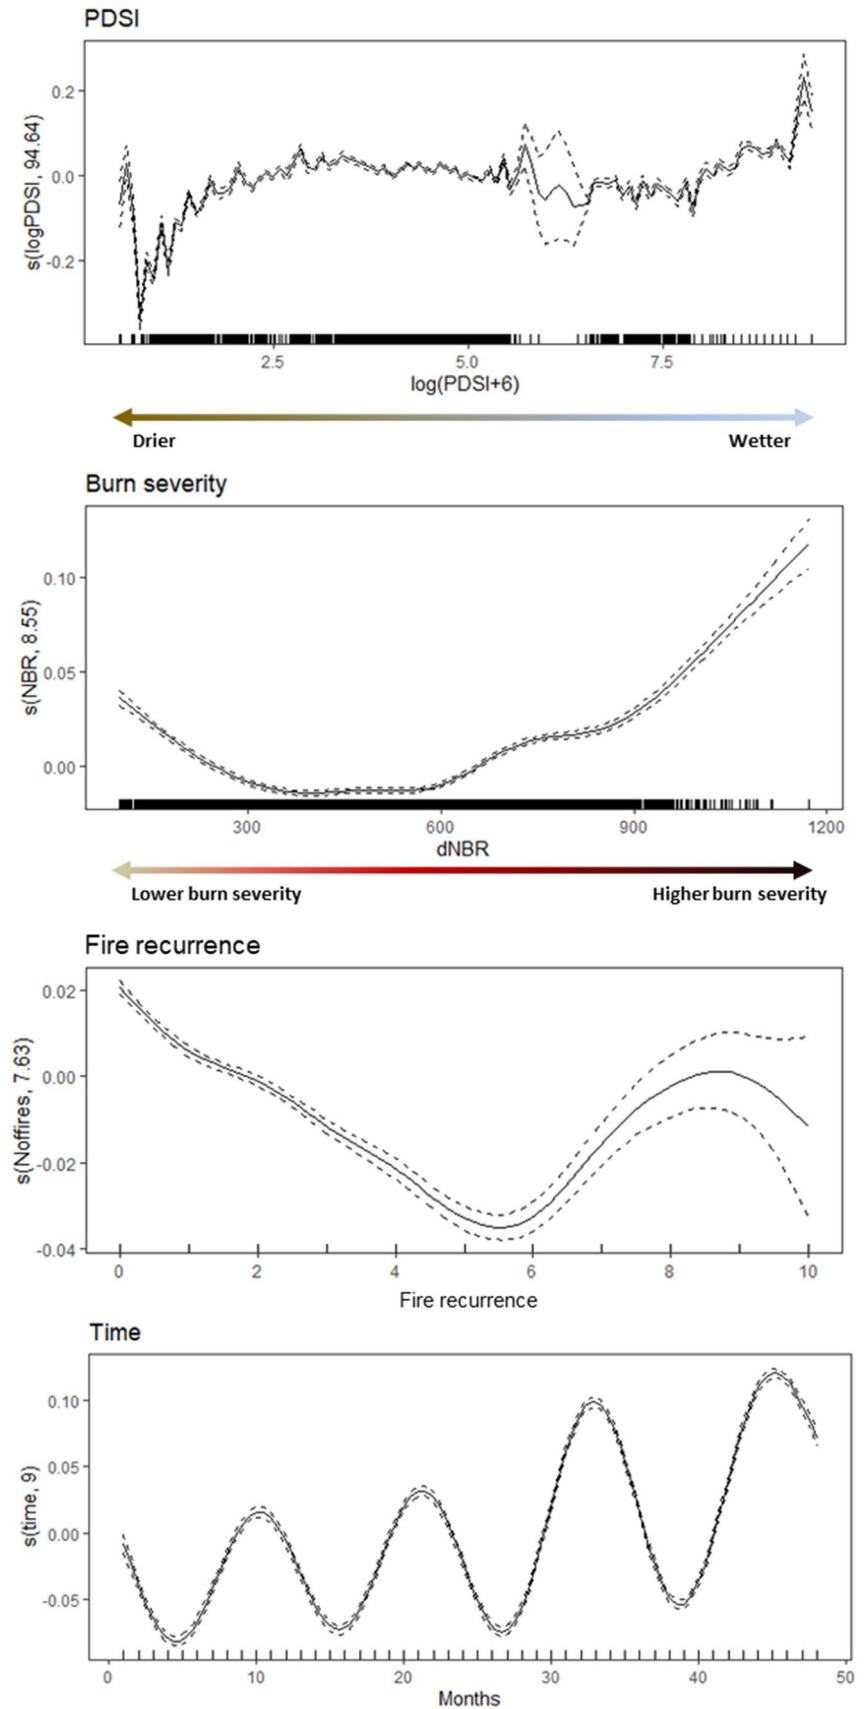 PDSI
s(logPDSI, 94.64)
0.2
0.0
-0.2
2.5 5.0 7.5
log(PDSI+6)
Drier Wetter
Burn severity
s(NBR, 8.55)
0.10
0.05
0.00
300 600 900 1200
dNBR
Lower burn severity Higher burn severity
Fire recurrence
s(Noffires, 7.63)
0.02
0.00
-0.02
-0.04
0 2 4 6 8 10
Fire recurrence
Time
s(time, 9)
0.10
0.05
0.00
-0.05
0 10 20 30 40 50
Months